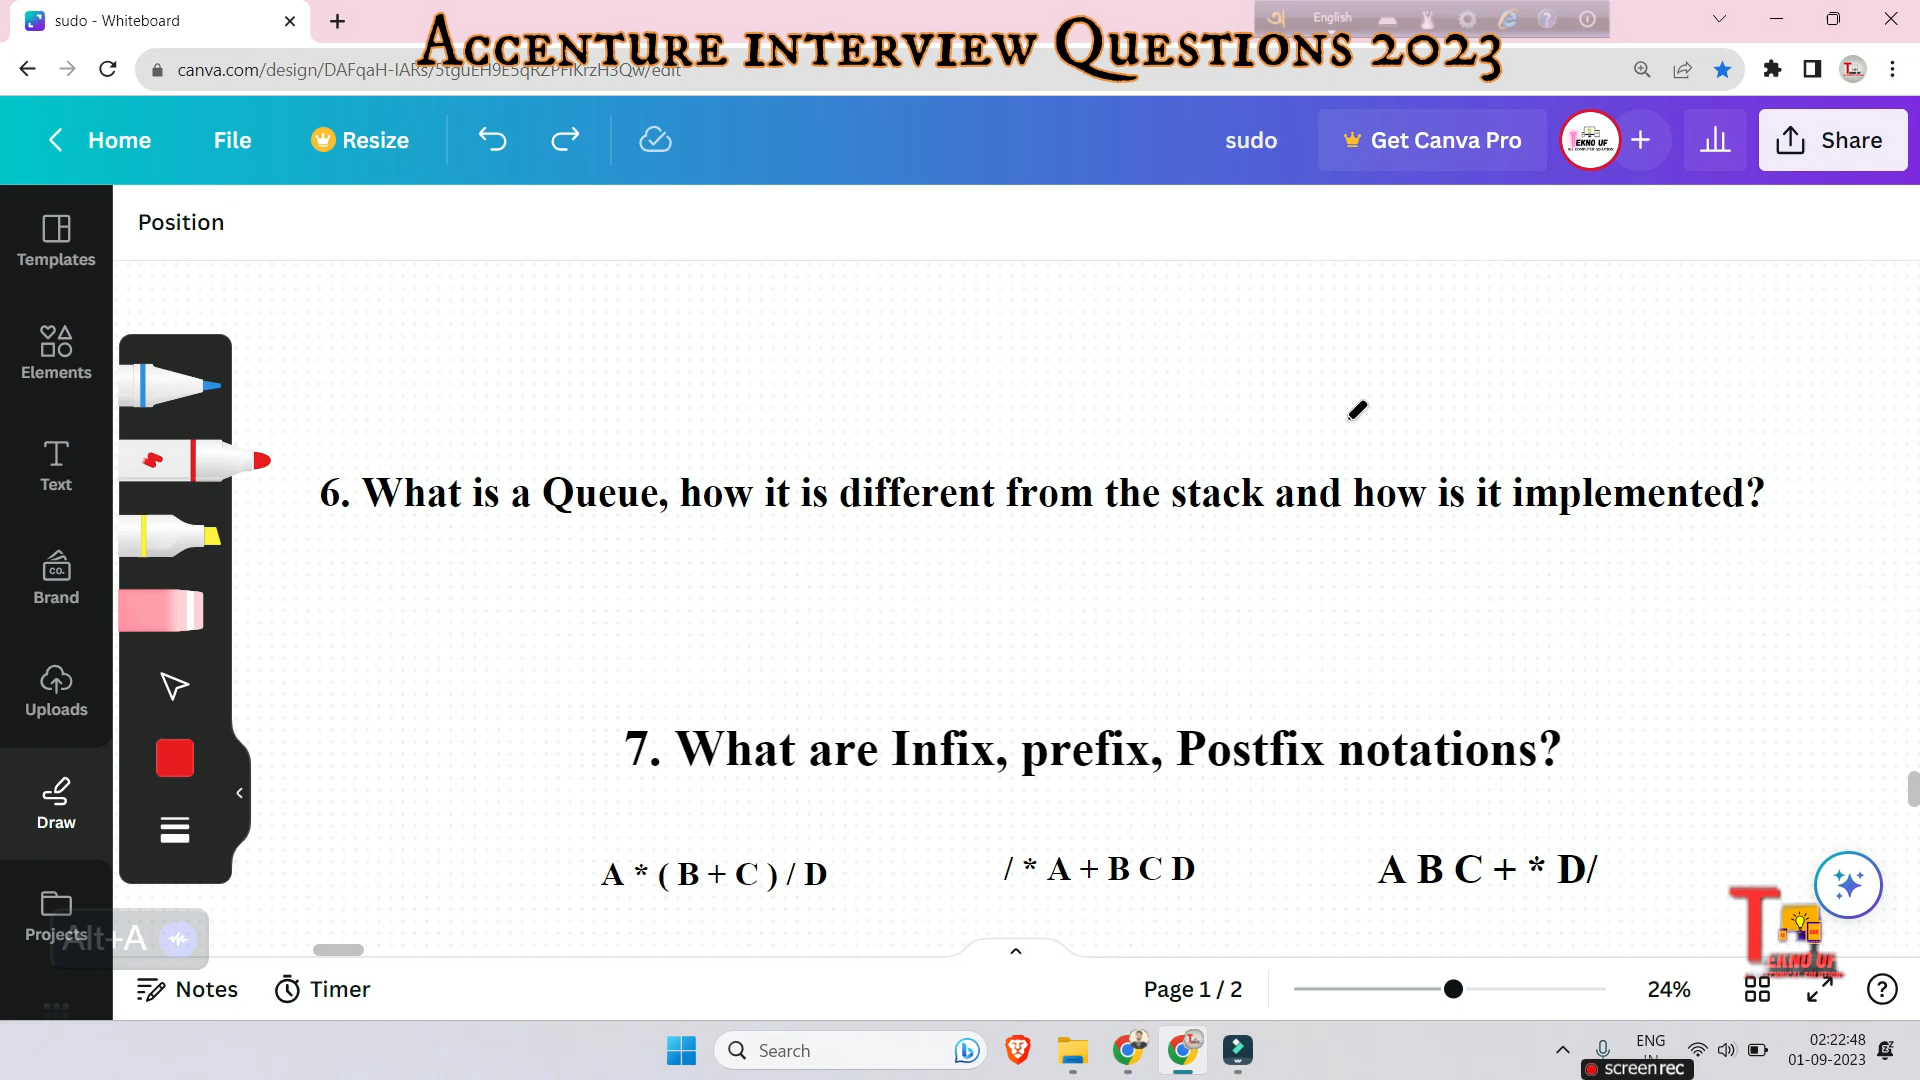 sudo - Whiteboard
English
ACCENTURE INTERVIEW QUESTIONS 2023
canva.com/design/DAFqaH-IARs/5tguEH9E5qRZPFIKrzH3Qw/edit
Home
File
Resize
sudo
Get Canva Pro
Share
Position
Templates
Elements
Text
CO.
Brand
Uploads
Draw
Projects
Alt+A
6. What is a Queue, how it is different from the stack and how is it implemented?
7. What are Infix, prefix, Postfix notations?
A * ( B + C ) / D
/ * A + B C D
A B C + * D/
TEKNO UF
Notes
Timer
Page 1 / 2
24%
Search
ENG
02:22:48
01-09-2023
screenrec